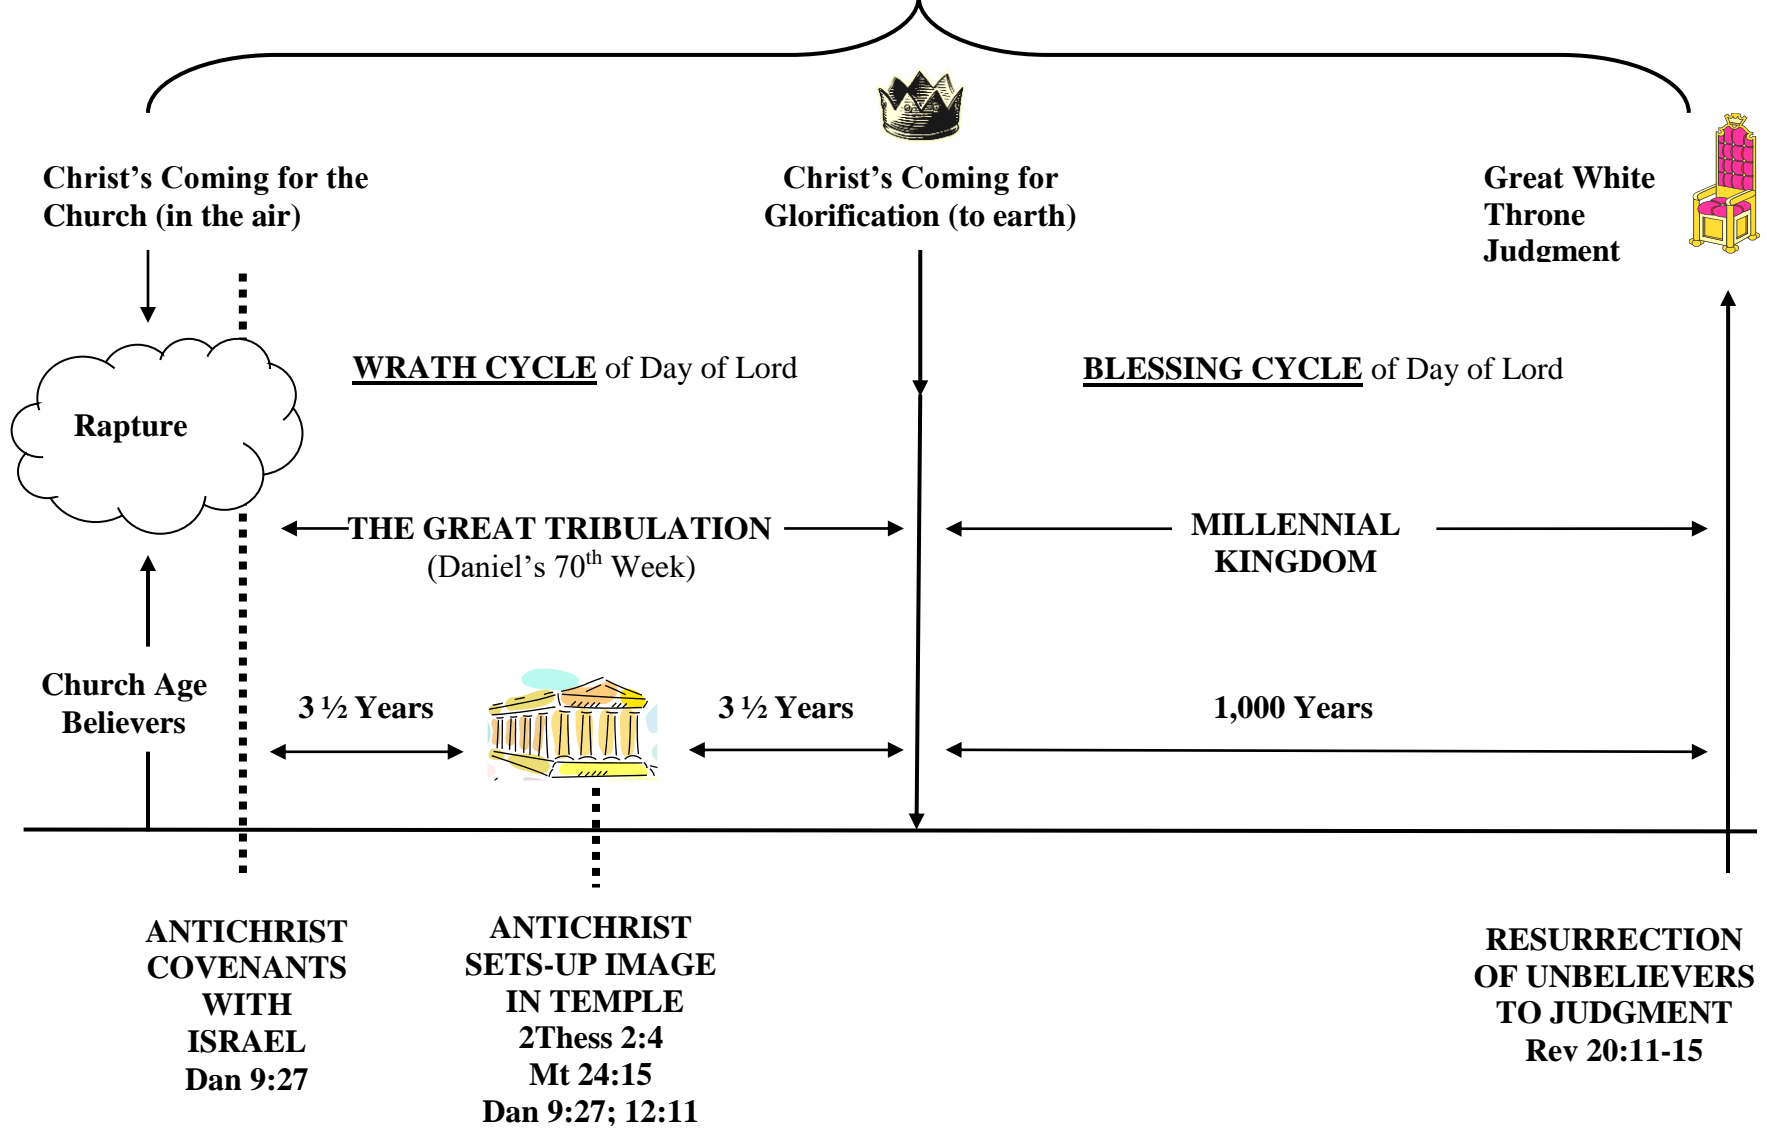 Christ’s Coming for the
Church (in the air)
Christ’s Coming for
Glorification (to earth)
Great White
Throne
Judgment
WRATH CYCLE of Day of Lord
BLESSING CYCLE of Day of Lord
Rapture
THE GREAT TRIBULATION
(Daniel’s 70th Week)
MILLENNIAL
KINGDOM
Church Age
Believers
3 ½ Years
3 ½ Years
1,000 Years
ANTICHRIST
COVENANTS
WITH
ISRAEL
Dan 9:27
ANTICHRIST
SETS-UP IMAGE
IN TEMPLE
2Thess 2:4
Mt 24:15
Dan 9:27; 12:11
RESURRECTION
OF UNBELIEVERS
TO JUDGMENT
Rev 20:11-15